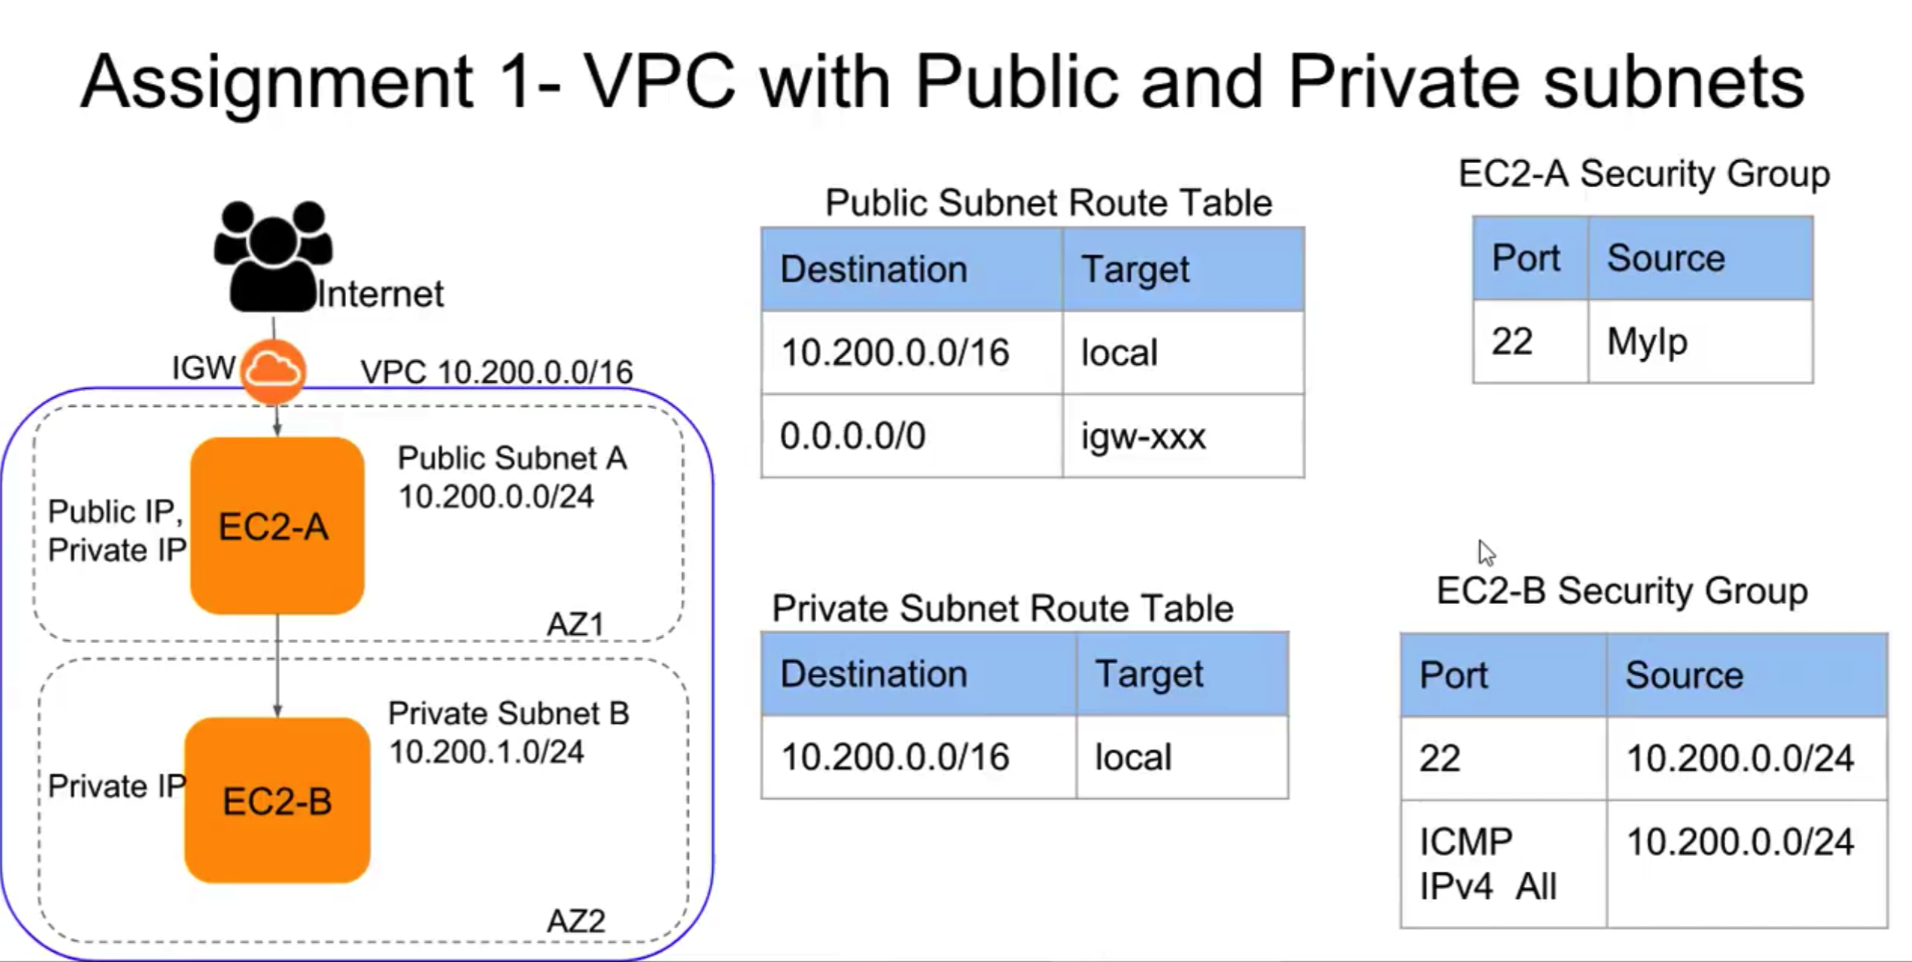 Assignment 1- VPC with Public and Private subnets
Internet
IGW
VPC 10.200.0.0/16
Public Subnet A
10.200.0.0/24
Public IP,
Private IP
EC2-A
AZ1
Private Subnet B
10.200.1.0/24
Private IP
EC2-B
AZ2
Public Subnet Route Table
Destination Target
10.200.0.0/16 local
0.0.0.0/0 igw-xxx
Private Subnet Route Table
Destination Target
10.200.0.0/16 local
EC2-A Security Group
Port Source
22 MyIp
EC2-B Security Group
Port Source
22 10.200.0.0/24
ICMP 10.200.0.0/24
IPv4 All